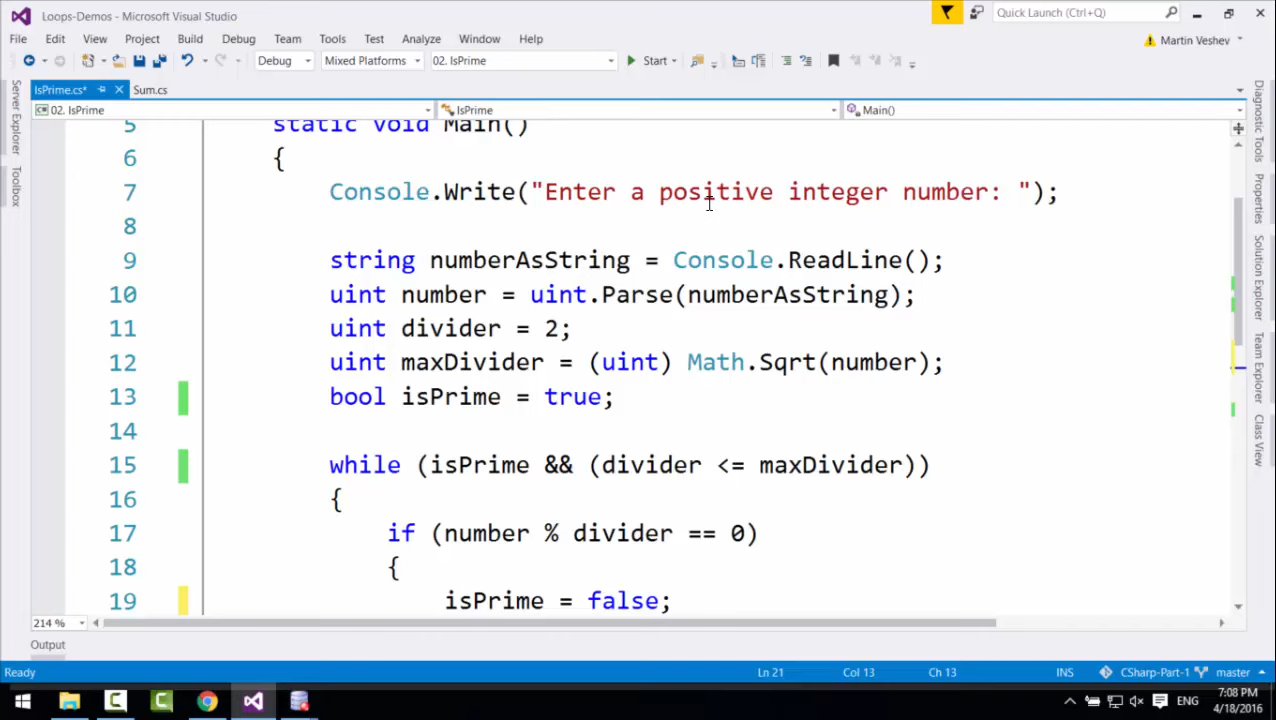 Loops-Demos - Microsoft Visual Studio
Quick Launch (Ctrl+Q)
File Edit View Project Build Debug Team Tools Test Analyze Window Help
Martin Veshev
Debug Mixed Platforms 02. IsPrime Start
IsPrime.cs* Sum.cs
02. IsPrime IsPrime Main()
Server Explorer
Toolbox
5 static void Main()
6 {
7 Console.Write("Enter a positive integer number: ");
8
9 string numberAsString = Console.ReadLine();
10 uint number = uint.Parse(numberAsString);
11 uint divider = 2;
12 uint maxDivider = (uint) Math.Sqrt(number);
13 bool isPrime = true;
14
15 while (isPrime && (divider <= maxDivider))
16 {
17 if (number % divider == 0)
18 {
19 isPrime = false;
Diagnostic Tools
Properties
Solution Explorer
Team Explorer
Class View
214 %
Output
Ready Ln 21 Col 13 Ch 13 INS CSharp-Part-1 master
ENG
7:08 PM
4/18/2016